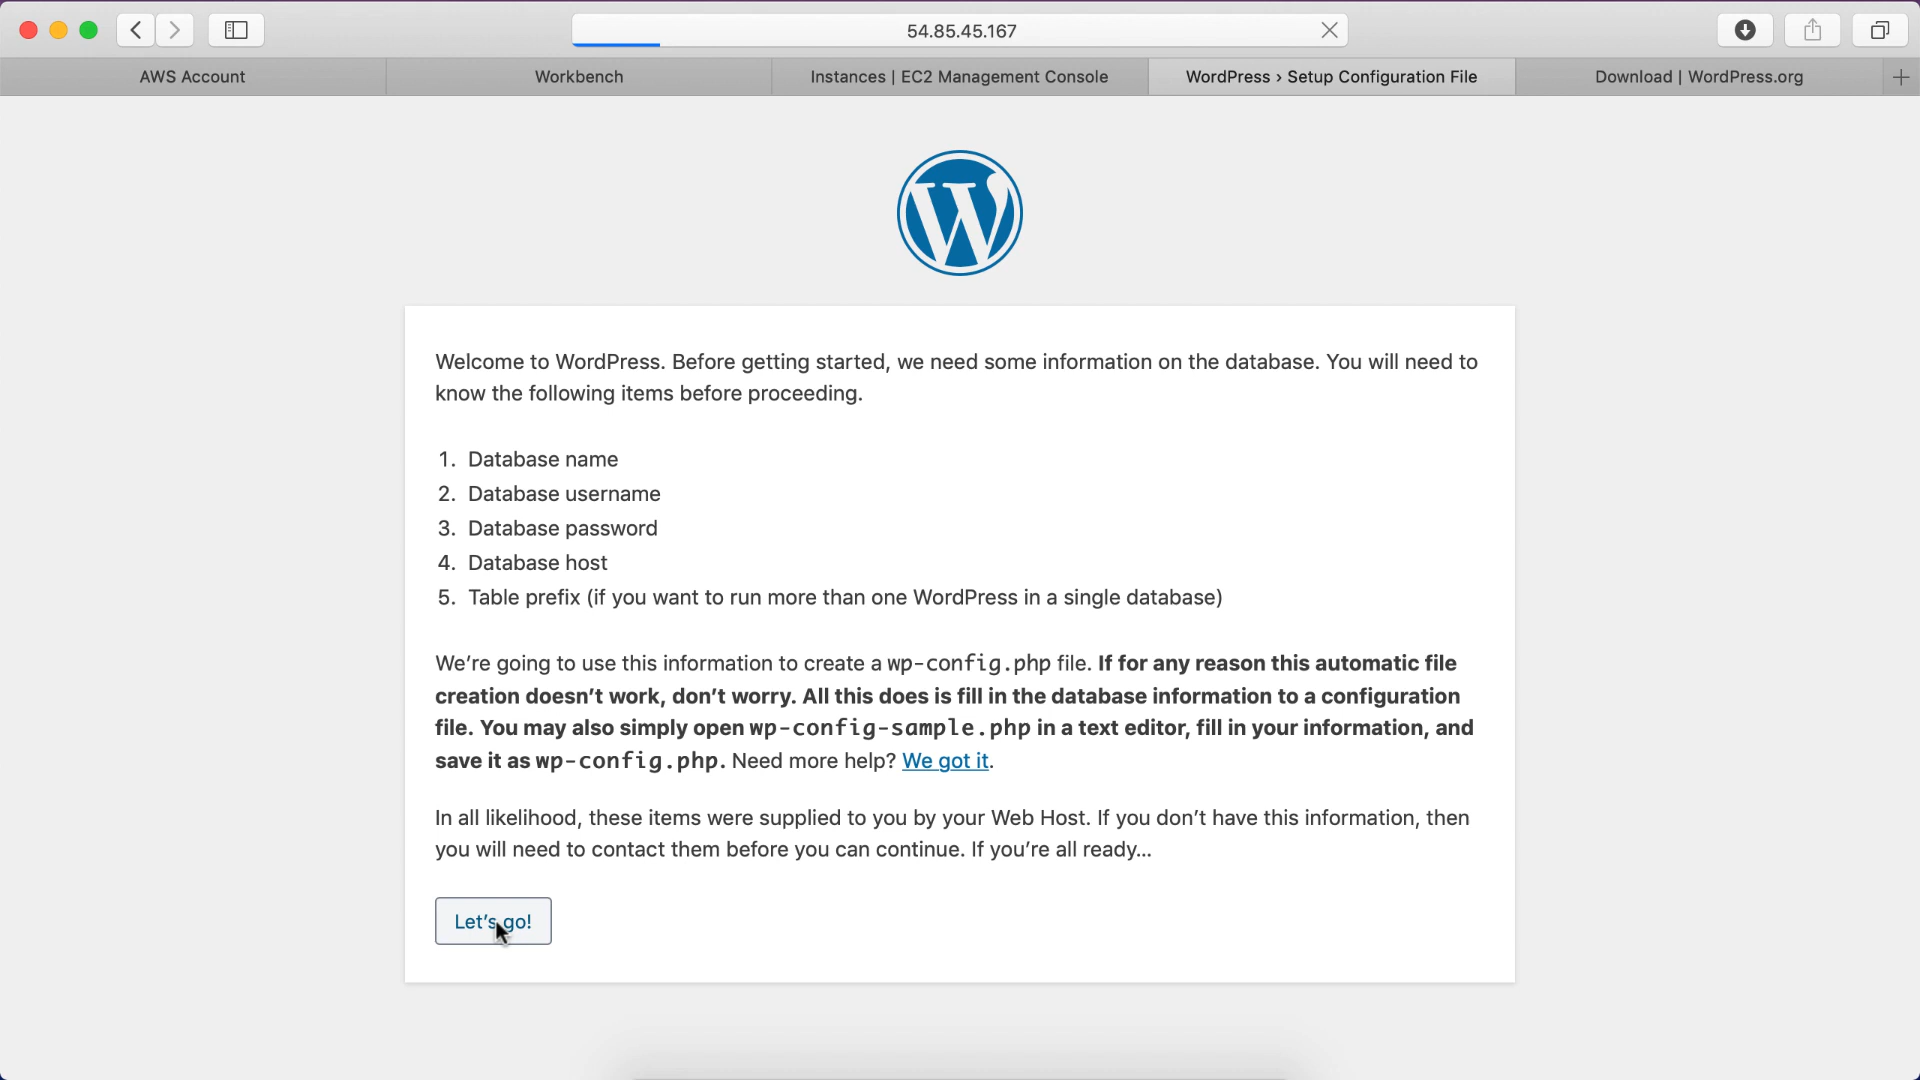 54.85.45.167
AWS Account
Workbench
Instances | EC2 Management Console
WordPress › Setup Configuration File
Download | WordPress.org
Welcome to WordPress. Before getting started, we need some information on the database. You will need to
know the following items before proceeding.
1. Database name
2. Database username
3. Database password
4. Database host
5. Table prefix (if you want to run more than one WordPress in a single database)
We’re going to use this information to create a wp-config.php file. If for any reason this automatic file
creation doesn’t work, don’t worry. All this does is fill in the database information to a configuration
file. You may also simply open wp-config-sample.php in a text editor, fill in your information, and
save it as wp-config.php. Need more help? We got it.
In all likelihood, these items were supplied to you by your Web Host. If you don’t have this information, then
you will need to contact them before you can continue. If you’re all ready…
Let’s go!